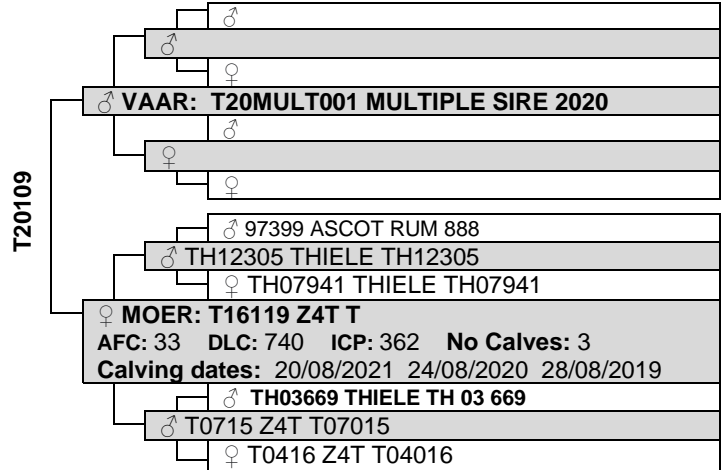 ♂
♂
♀
♂ VAAR: T20MULT001 MULTIPLE SIRE 2020
♂
♀
♀
T20109
♂ 97399 ASCOT RUM 888
♂ TH12305 THIELE TH12305
♀ TH07941 THIELE TH07941
♀ MOER: T16119 Z4T T
AFC: 33 DLC: 740 ICP: 362 No Calves: 3
Calving dates: 20/08/2021 24/08/2020 28/08/2019
♂ TH03669 THIELE TH 03 669
♂ T0715 Z4T T07015
♀ T0416 Z4T T04016